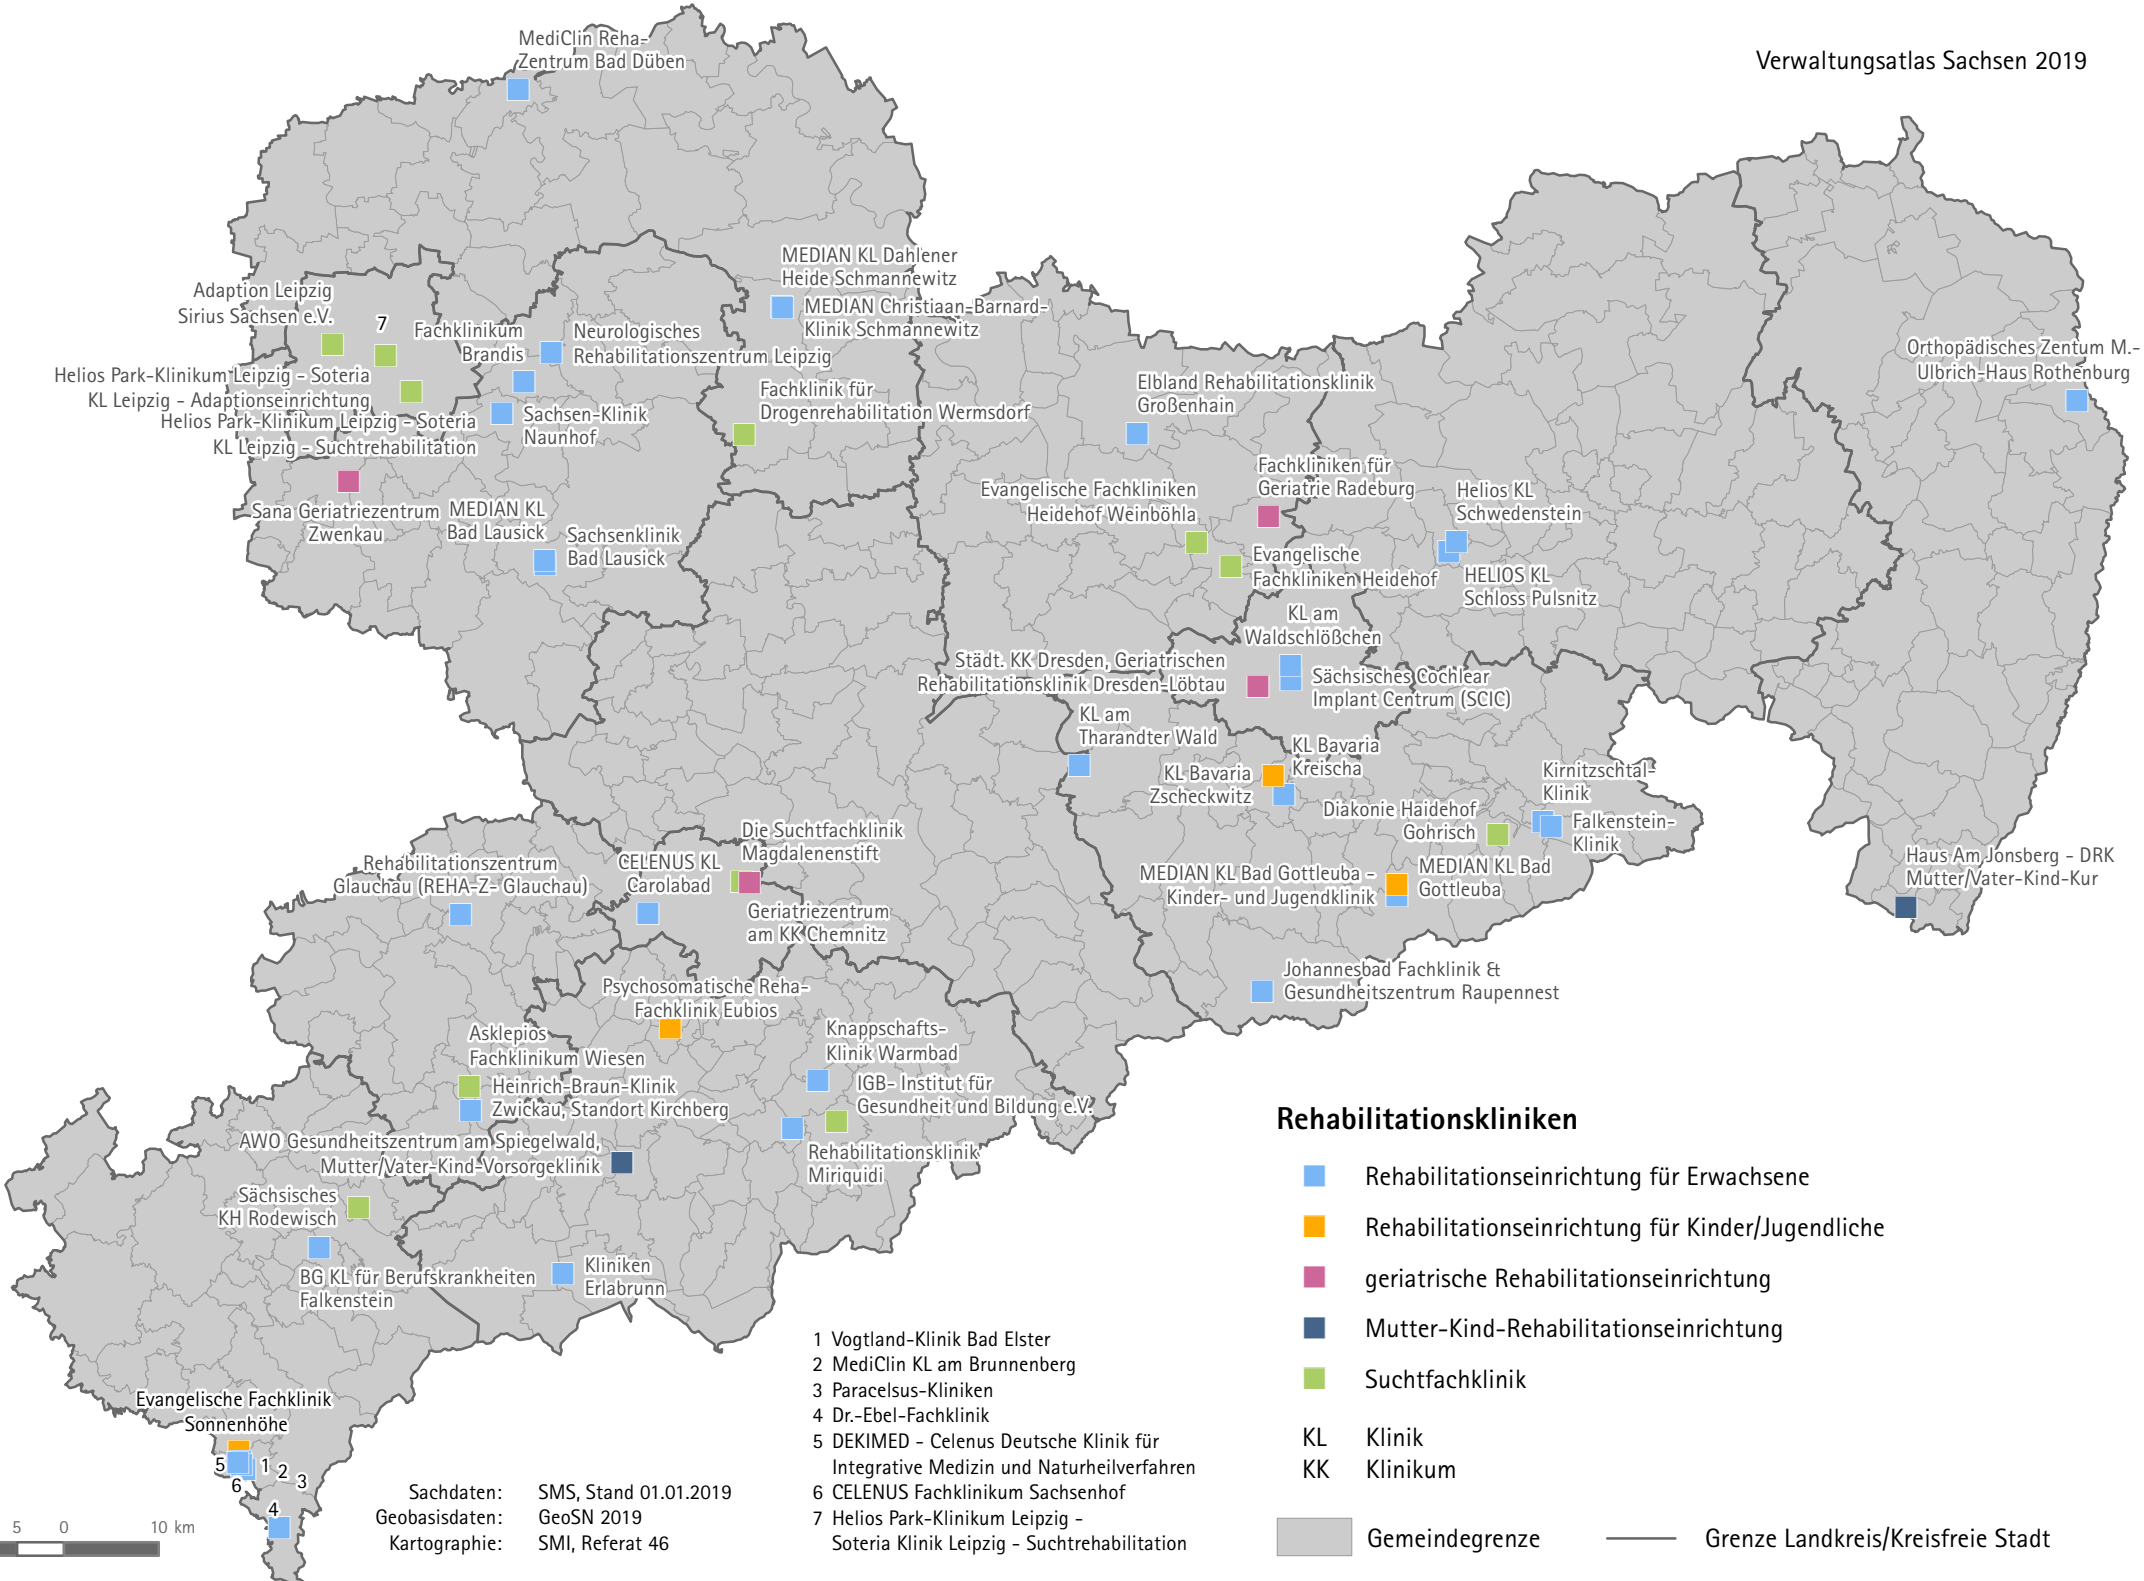 MediClin Reha-
Zentrum Bad Düben
Verwaltungsatlas Sachsen 2019
MEDIAN KL Dahlener
Heide Schmannewitz
MEDIAN Christiaan-Barnard-
Klinik Schmannewitz
Adaption Leipzig
Sirius Sachsen e.V.
7
Fachklinikum
Brandis
Neurologisches
Rehabilitationszentrum Leipzig
Helios Park-Klinikum Leipzig - Soteria
KL Leipzig - Adaptionseinrichtung
Helios Park-Klinikum Leipzig - Soteria
KL Leipzig - Suchtrehabilitation
Sachsen-Klinik
Naunhof
Fachklinik für
Drogenrehabilitation Wermsdorf
Elbland Rehabilitationsklinik
Großenhain
Orthopädisches Zentum M.-
Ulbrich-Haus Rothenburg
Sana Geriatriezentrum
Zwenkau
MEDIAN KL
Bad Lausick
Sachsenklinik
Bad Lausick
Evangelische Fachkliniken
Heidehof Weinböhla
Fachkliniken für
Geriatrie Radeburg
Helios KL
Schwedenstein
Evangelische
Fachkliniken Heidehof
HELIOS KL
Schloss Pulsnitz
KL am
Waldschlößchen
Städt. KK Dresden, Geriatrischen
Rehabilitationsklinik Dresden-Löbtau
Sächsisches Cochlear
Implant Centrum (SCIC)
KL am
Tharandter Wald
KL Bavaria
Kreischa
KL Bavaria
Zscheckwitz
Kirnitzschtal-
Klinik
Diakonie Haidehof
Gohrisch
Falkenstein-
Klinik
MEDIAN KL Bad Gottleuba -
Kinder- und Jugendklinik
MEDIAN KL Bad
Gottleuba
Haus Am Jonsberg - DRK
Mutter/Vater-Kind-Kur
Die Suchtfachklinik
Magdalenenstift
CELENUS KL
Carolabad
Rehabilitationszentrum
Glauchau (REHA-Z- Glauchau)
Geriatriezentrum
am KK Chemnitz
Johannesbad Fachklinik &
Gesundheitszentrum Raupennest
Psychosomatische Reha-
Fachklinik Eubios
Asklepios
Fachklinikum Wiesen
Knappschafts-
Klinik Warmbad
Heinrich-Braun-Klinik
Zwickau, Standort Kirchberg
IGB- Institut für
Gesundheit und Bildung e.V.
AWO Gesundheitszentrum am Spiegelwald,
Mutter/Vater-Kind-Vorsorgeklinik
Rehabilitationsklinik
Miriquidi
Sächsisches
KH Rodewisch
BG KL für Berufskrankheiten
Falkenstein
Kliniken
Erlabrunn
Evangelische Fachklinik
Sonnenhöhe
5
1
2
3
6
4
5 0 10 km
Sachdaten: SMS, Stand 01.01.2019
Geobasisdaten: GeoSN 2019
Kartographie: SMI, Referat 46
1 Vogtland-Klinik Bad Elster
2 MediClin KL am Brunnenberg
3 Paracelsus-Kliniken
4 Dr.-Ebel-Fachklinik
5 DEKIMED - Celenus Deutsche Klinik für
Integrative Medizin und Naturheilverfahren
6 CELENUS Fachklinikum Sachsenhof
7 Helios Park-Klinikum Leipzig -
Soteria Klinik Leipzig - Suchtrehabilitation
Rehabilitationskliniken
Rehabilitationseinrichtung für Erwachsene
Rehabilitationseinrichtung für Kinder/Jugendliche
geriatrische Rehabilitationseinrichtung
Mutter-Kind-Rehabilitationseinrichtung
Suchtfachklinik
KL Klinik
KK Klinikum
Gemeindegrenze
Grenze Landkreis/Kreisfreie Stadt